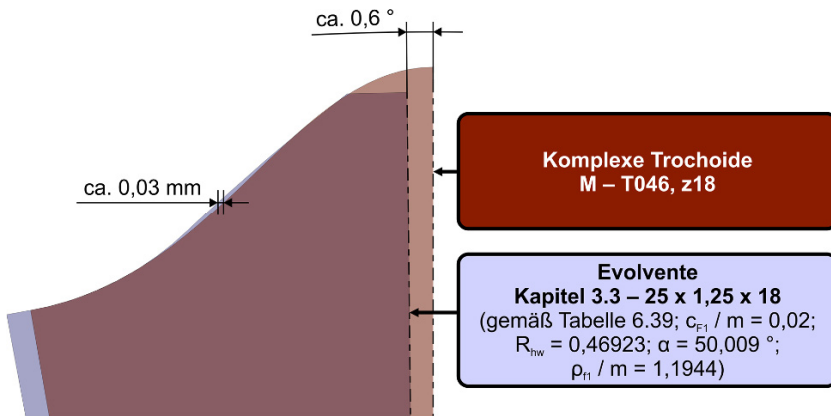 ca. 0,6 °
ca. 0,03 mm
Komplexe Trochoide
M – T046, z18
Evolvente
Kapitel 3.3 – 25 x 1,25 x 18
(gemäß Tabelle 6.39; cF1 / m = 0,02;
Rhw = 0,46923; α = 50,009 °;
ρf1 / m = 1,1944)